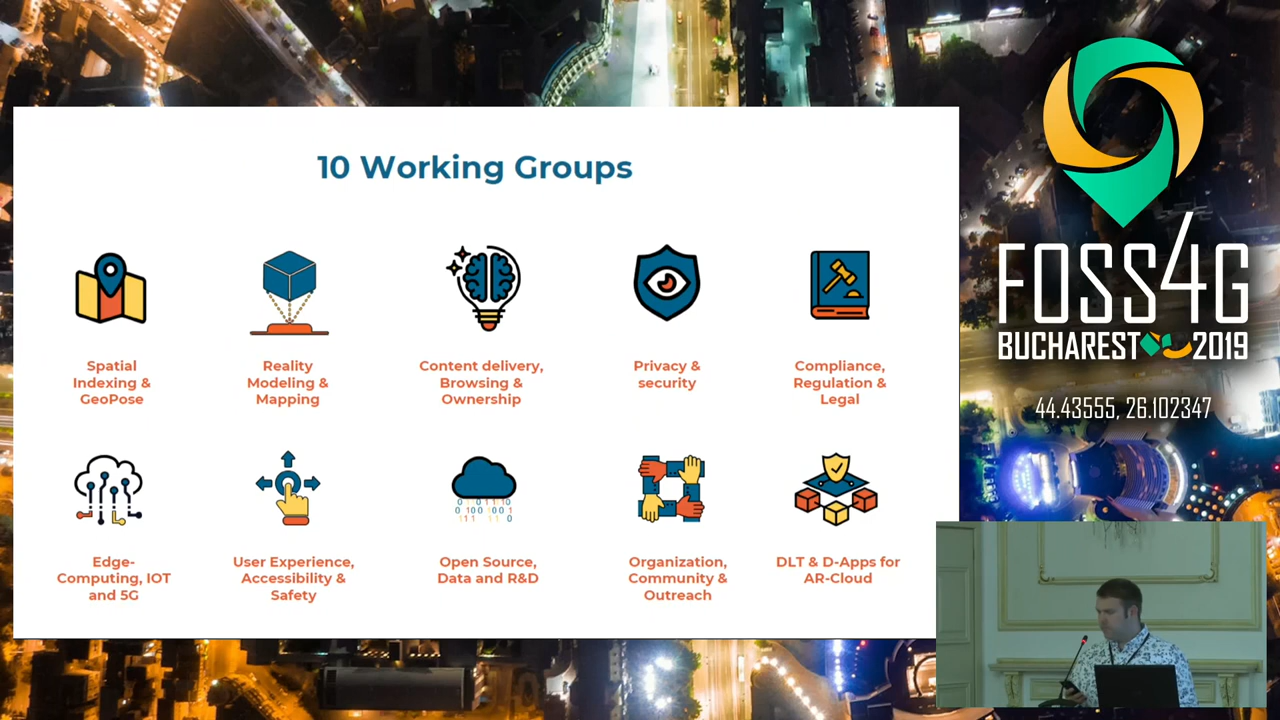 10 Working Groups
Spatial
Indexing &
GeoPose
Reality
Modeling &
Mapping
Content delivery,
Browsing &
Ownership
Privacy &
security
Compliance,
Regulation &
Legal
Edge-
Computing, IOT
and 5G
User Experience,
Accessibility &
Safety
Open Source,
Data and R&D
Organization,
Community &
Outreach
DLT & D-Apps for
AR-Cloud
FOSS4G
BUCHAREST 2019
44.43555, 26.102347